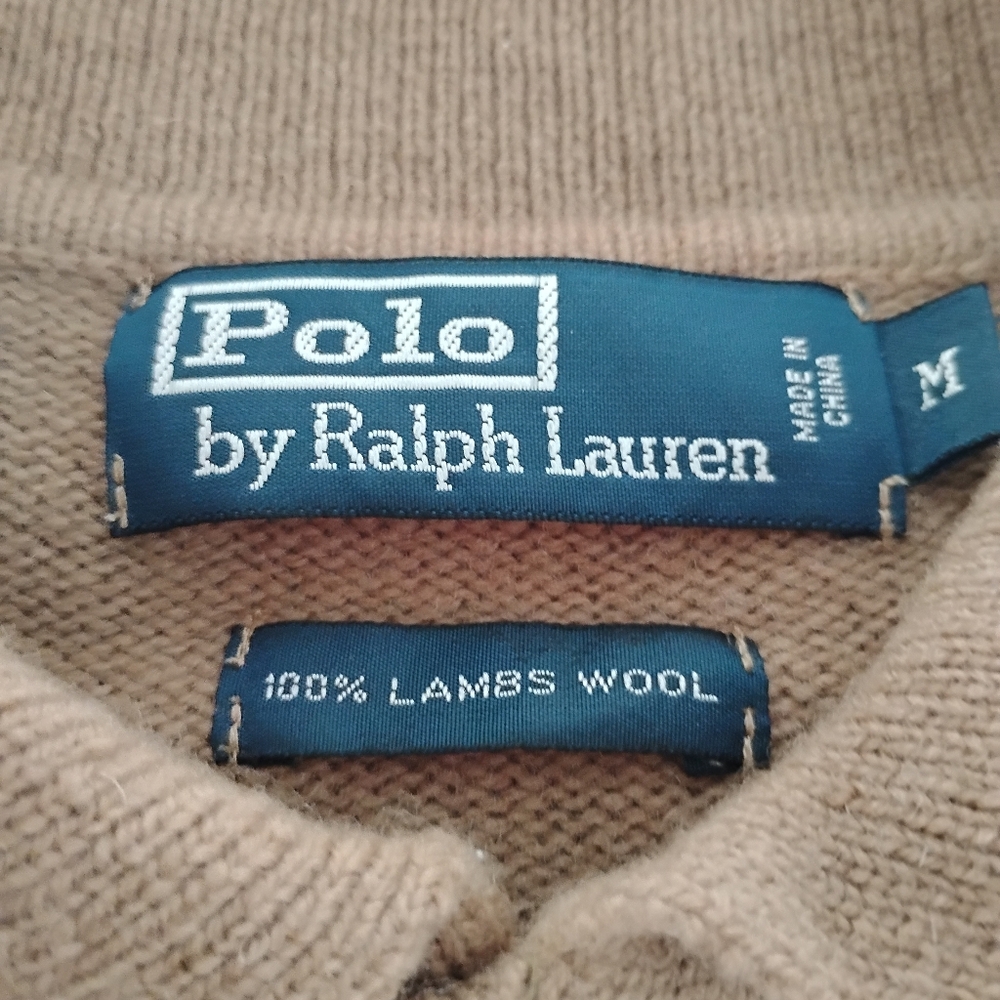 Polo
by Ralph Lauren
MADE IN
CHINA
M
100% LAMBS WOOL